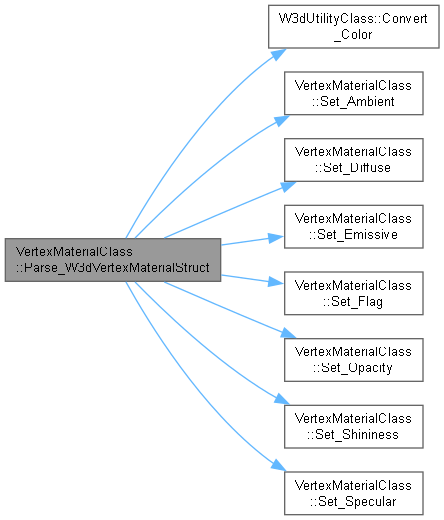 W3dUtilityClass::Convert
_Color
VertexMaterialClass
::Set_Ambient
VertexMaterialClass
::Set_Diffuse
VertexMaterialClass
::Set_Emissive
VertexMaterialClass
::Parse_W3dVertexMaterialStruct
VertexMaterialClass
::Set_Flag
VertexMaterialClass
::Set_Opacity
VertexMaterialClass
::Set_Shininess
VertexMaterialClass
::Set_Specular